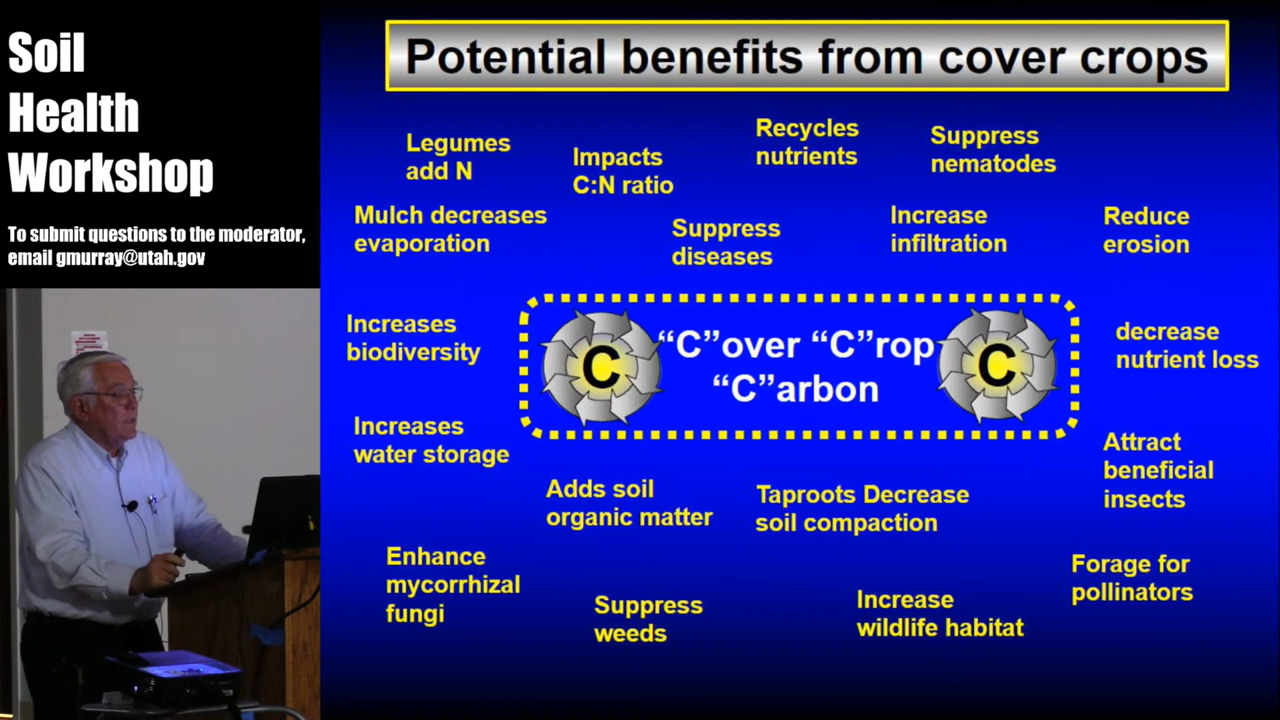 Soil
Health
Workshop
To submit questions to the moderator,
email gmurray@utah.gov
Potential benefits from cover crops
Legumes
add N
Impacts
C:N ratio
Recycles
nutrients
Suppress
nematodes
Mulch decreases
evaporation
Suppress
diseases
Increase
infiltration
Reduce
erosion
Increases
biodiversity
C
“C”over “C”rop
“C”arbon
C
decrease
nutrient loss
Increases
water storage
Adds soil
organic matter
Taproots Decrease
soil compaction
Attract
beneficial
insects
Enhance
mycorrhizal
fungi
Suppress
weeds
Increase
wildlife habitat
Forage for
pollinators